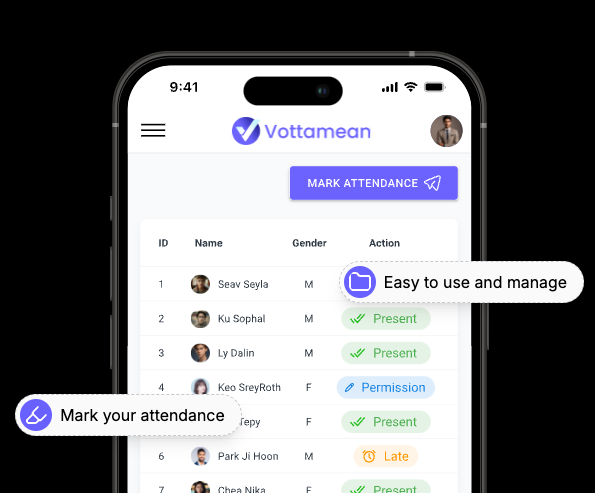 9:41
Vottamean
MARK ATTENDANCE
ID Name Gender Action
1 Seav Seyla M
Easy to use and manage
2 Ku Sophal M Present
3 Ly Dalin M Present
4 Keo SreyRoth F Permission
Mark your attendance
Tepy F Present
6 Park Ji Hoon M Late
7 Chea Nika F Present